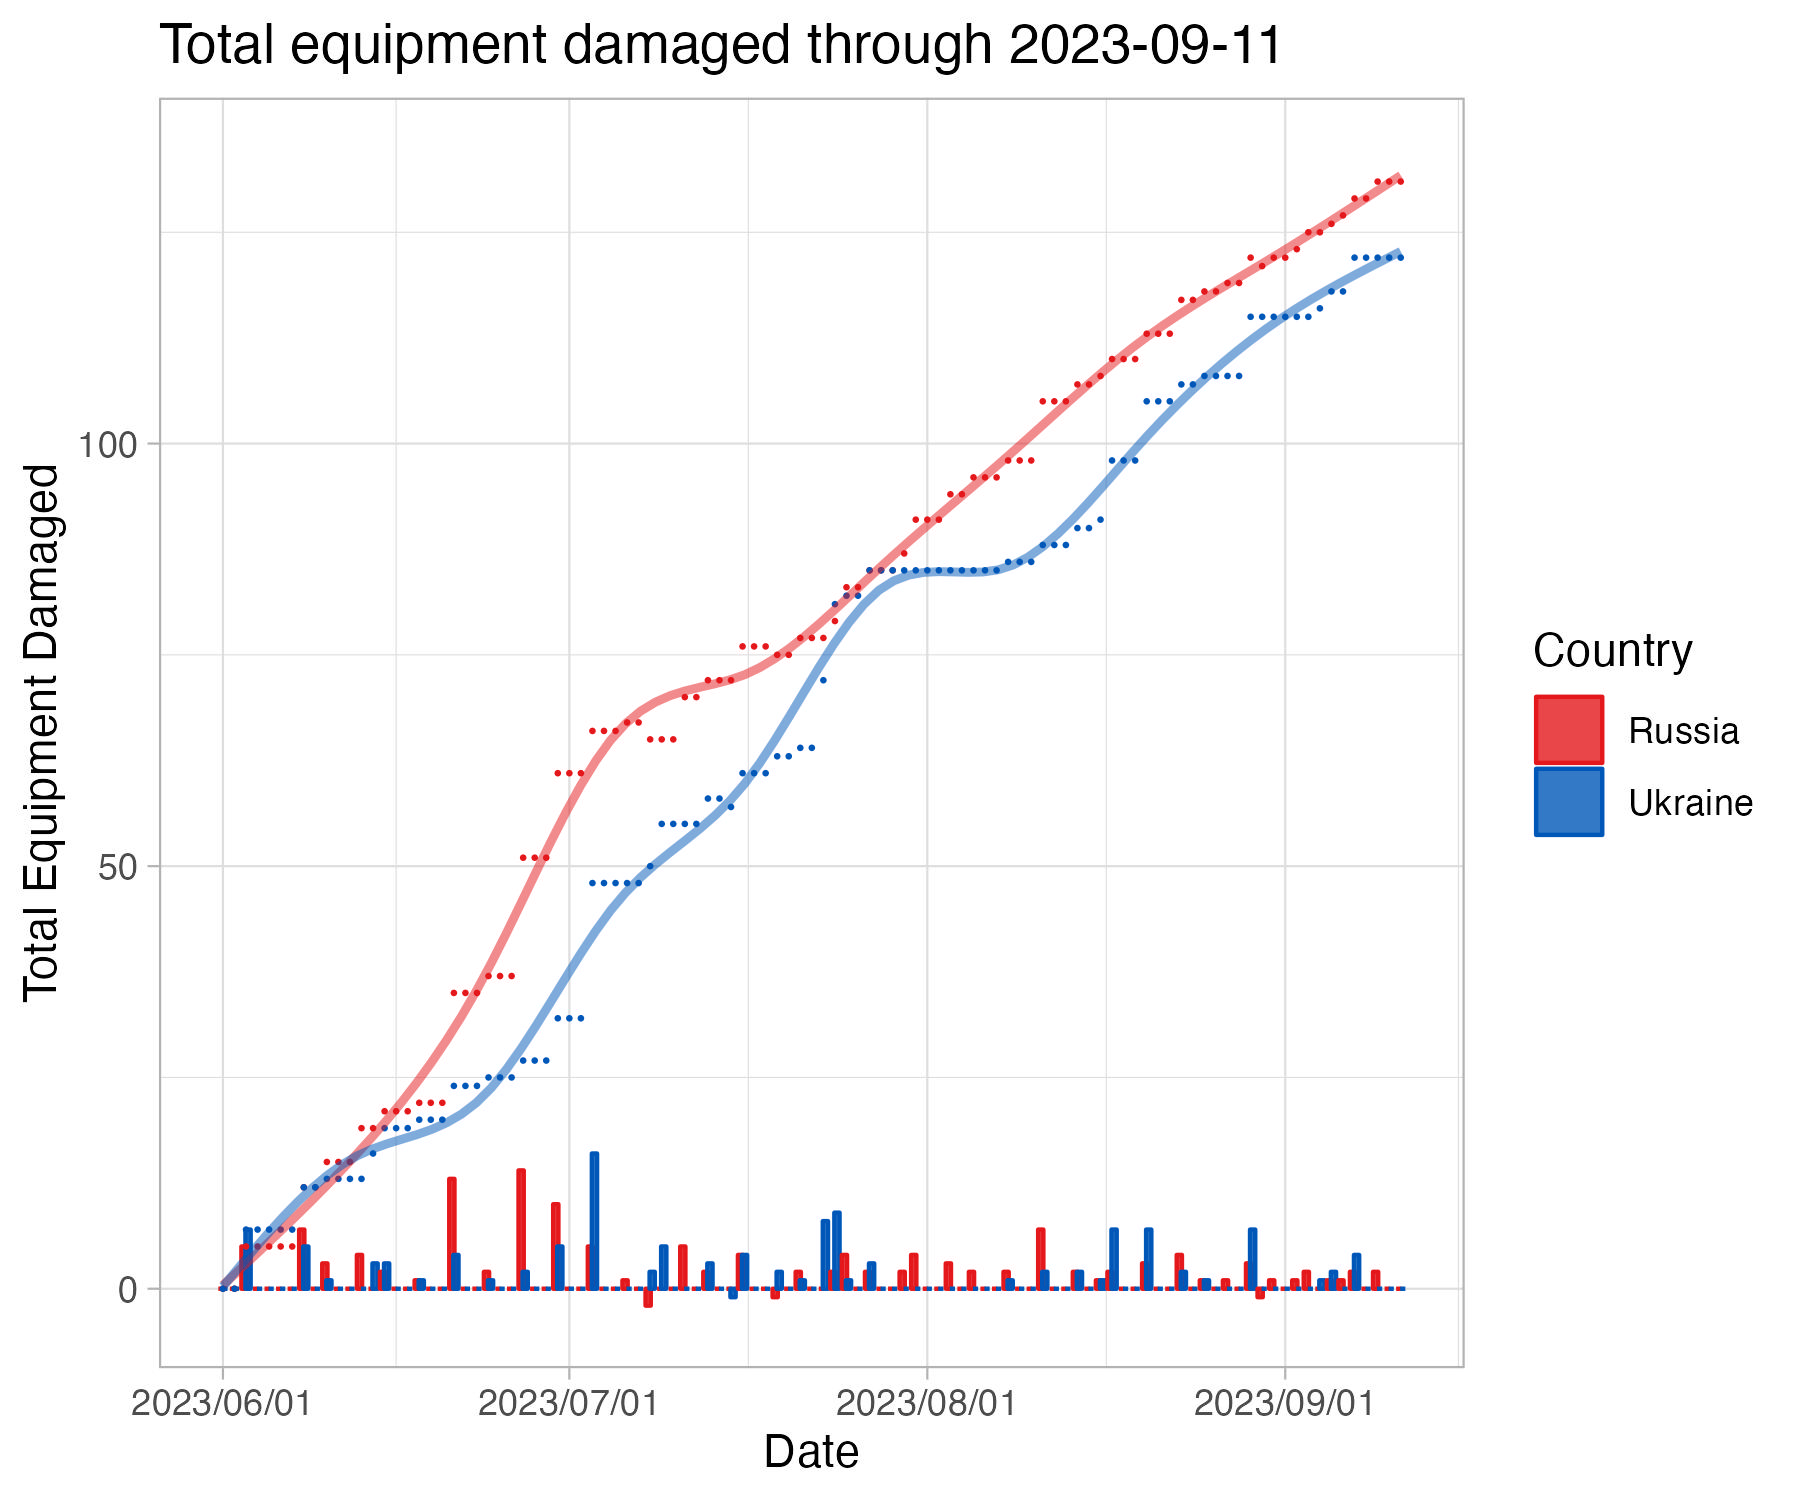 Total equipment damaged through 2023-09-11
Total Equipment Damaged
100
50
0
2023/06/01
2023/07/01
2023/08/01
2023/09/01
Date
Country
Russia
Ukraine